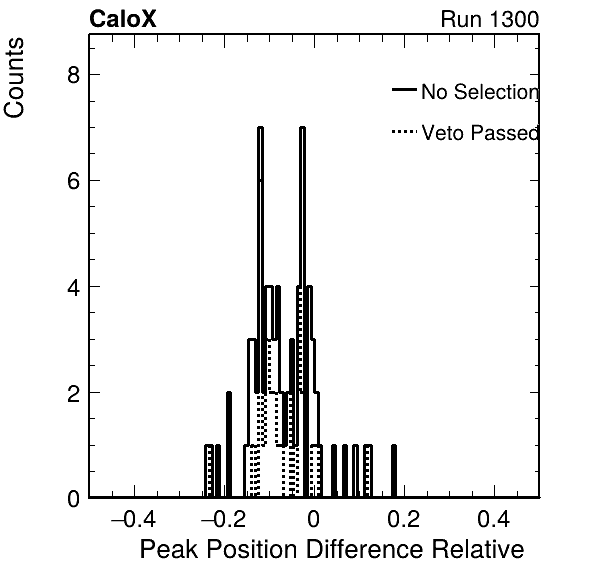 CaloX Run 1300
Counts
8
No Selection
Veto Passed
6
4
2
0
−0.4 −0.2 0 0.2 0.4
Peak Position Difference Relative